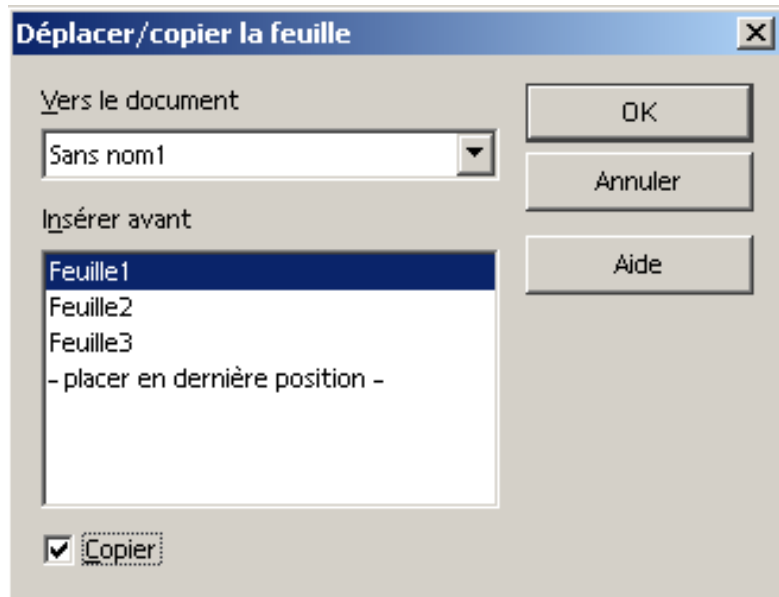 Déplacer/copier la feuille
Vers le document
Sans nom1
Insérer avant
Feuille1
Feuille2
Feuille3
- placer en dernière position -
Copier
OK
Annuler
Aide